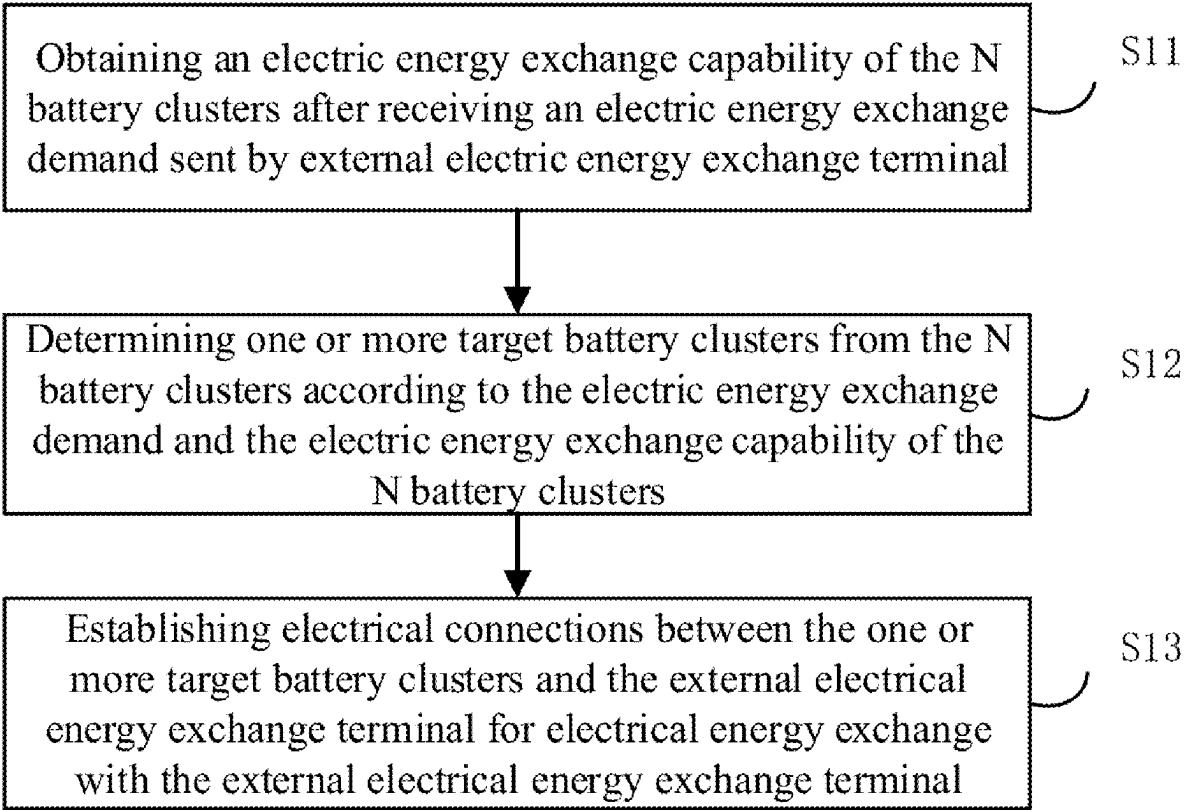 Obtaining an electric energy exchange capability of the N
battery clusters after receiving an electric energy exchange
demand sent by external electric energy exchange terminal
S11
Determining one or more target battery clusters from the N
battery clusters according to the electric energy exchange
demand and the electric energy exchange capability of the
N battery clusters
S12
Establishing electrical connections between the one or
more target battery clusters and the external electrical
energy exchange terminal for electrical energy exchange
with the external electrical energy exchange terminal
S13